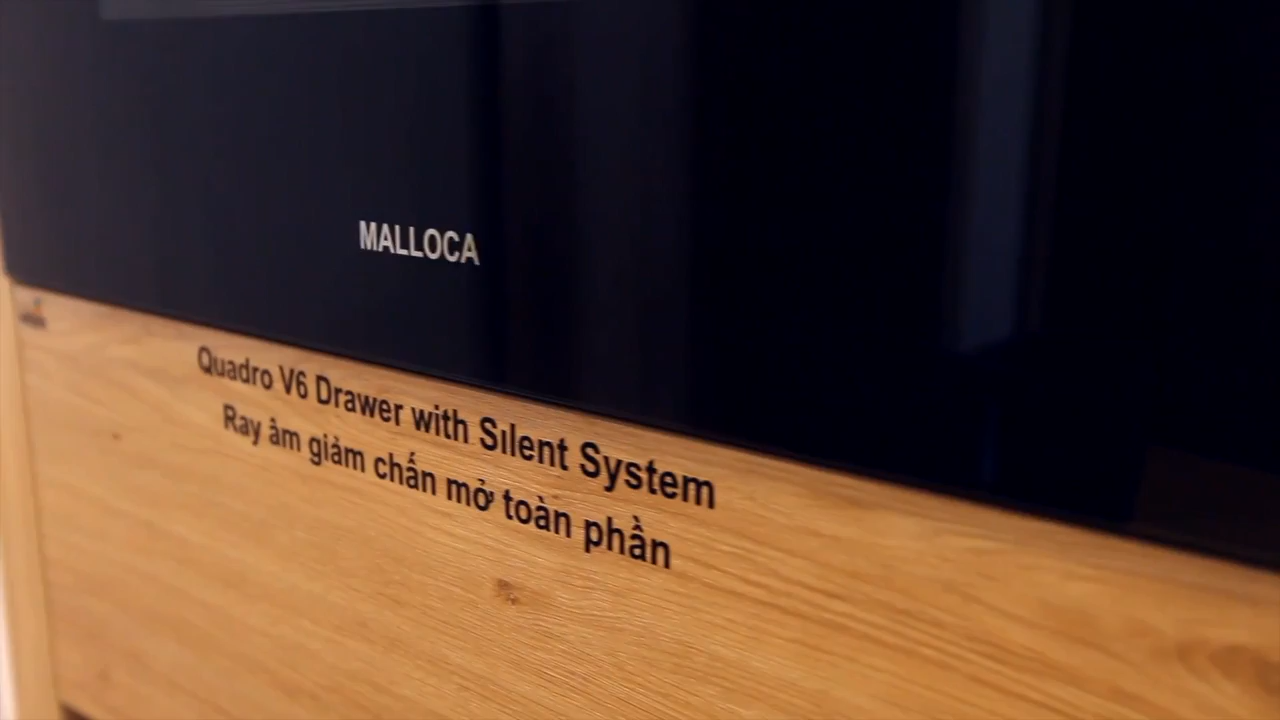 MALLOCA
Quadro V6 Drawer with Silent System
Ray âm giảm chấn mở toàn phần